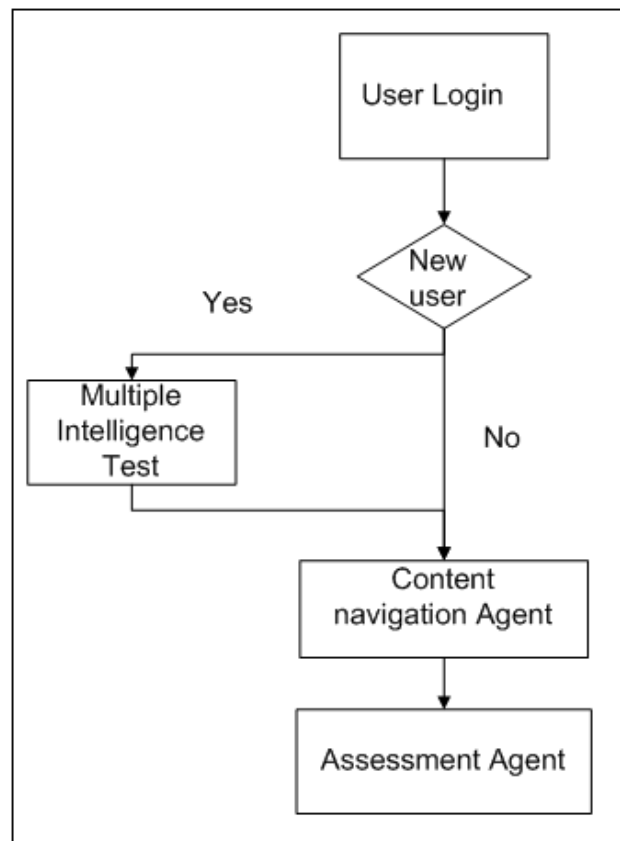 User Login
New
user
Yes
Multiple
Intelligence
Test
No
Content
navigation Agent
Assessment Agent